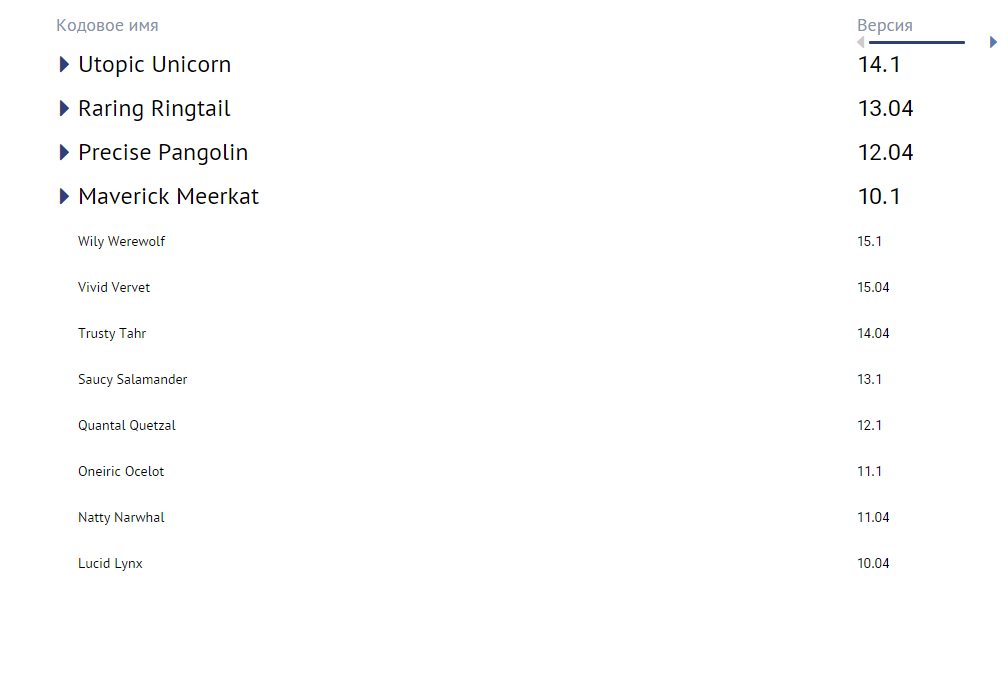 Кодовое имя Версия
Utopic Unicorn 14.1
Raring Ringtail 13.04
Precise Pangolin 12.04
Maverick Meerkat 10.1
Wily Werewolf 15.1
Vivid Vervet 15.04
Trusty Tahr 14.04
Saucy Salamander 13.1
Quantal Quetzal 12.1
Oneiric Ocelot 11.1
Natty Narwhal 11.04
Lucid Lynx 10.04